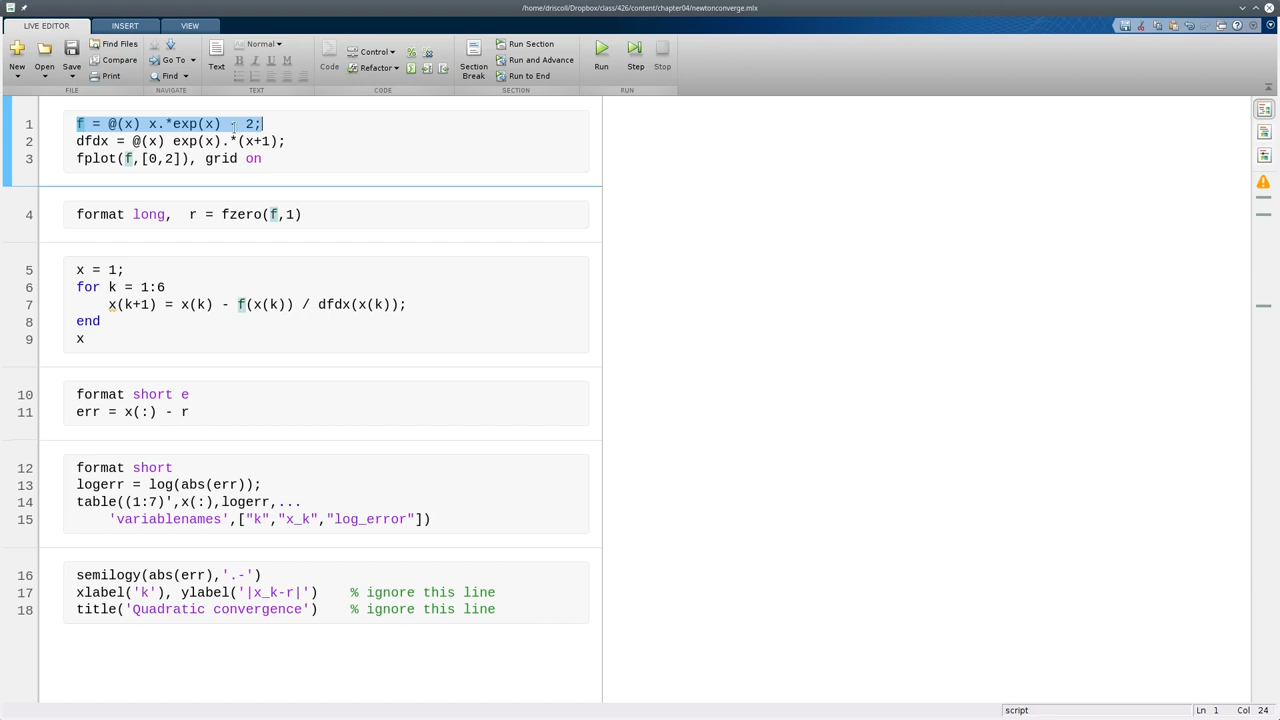 /home/driscoll/Dropbox/class/426/content/chapter04/newtonconverge.mlx
LIVE EDITOR INSERT VIEW
New Open Save Find Files Compare Print
Go To Find
Text Normal B I U M
Code Control Refactor
Section Break Run Section Run and Advance Run to End
Run Step Stop
FILE NAVIGATE TEXT CODE SECTION RUN
1 f = @(x) x.*exp(x) - 2;
2 dfdx = @(x) exp(x).*(x+1);
3 fplot(f,[0,2]), grid on
4 format long, r = fzero(f,1)
5 x = 1;
6 for k = 1:6
7 x(k+1) = x(k) - f(x(k)) / dfdx(x(k));
8 end
9 x
10 format short e
11 err = x(:) - r
12 format short
13 logerr = log(abs(err));
14 table((1:7)',x(:),logerr,...
15 'variablenames',["k","x_k","log_error"])
16 semilogy(abs(err),'.-')
17 xlabel('k'), ylabel('|x_k-r|') % ignore this line
18 title('Quadratic convergence') % ignore this line
script Ln 1 Col 24